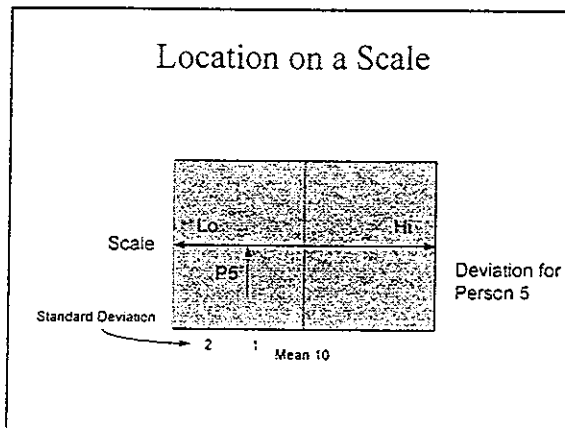 Location on a Scale
Lo
Hi
Scale
P5
Deviation for
Person 5
Standard Deviation
2
1
Mean 10